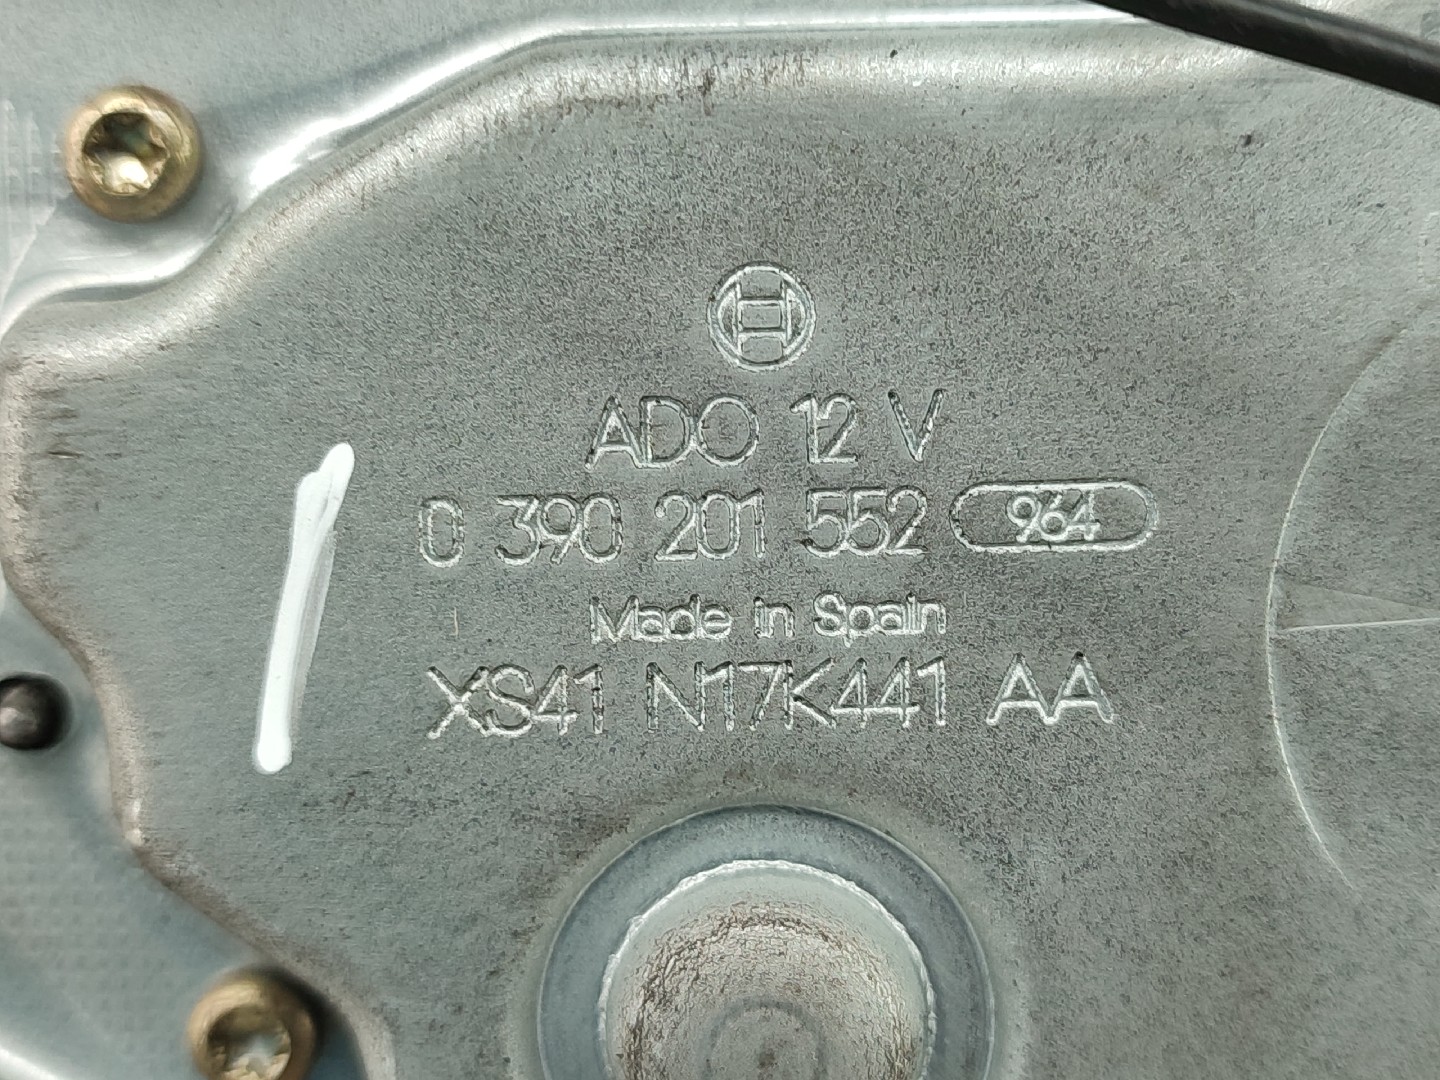 ADO 12 V
0 390 201 552 964
Made in Spain
XS41 N17K441 AA